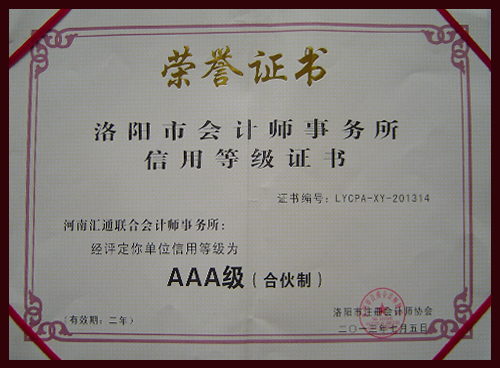 荣誉证书
洛阳市会计师事务所
信用等级证书
证书编号：LYCPA-XY-201314
河南汇通联合会计师事务所：
经评定你单位信用等级为
AAA级（合伙制）
洛阳市注册会计师协会
（有效期：二年）
二〇一三年七月五日